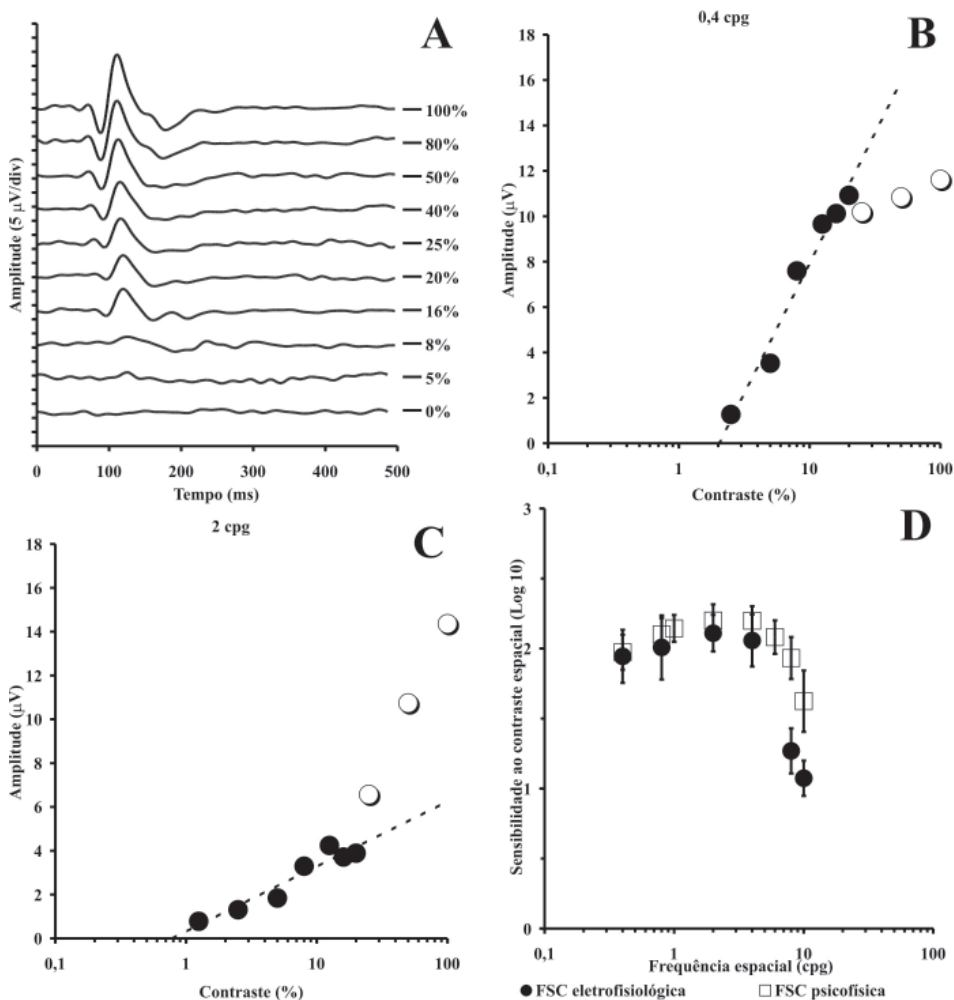 A
Amplitude (5 µV/div)
100%
80%
50%
40%
25%
20%
16%
8%
5%
0%
0 100 200 300 400 500
Tempo (ms)
0,4 cpg
B
Amplitude (µV)
18
16
14
12
10
8
6
4
2
0
0,1 1 10 100
Contraste (%)
2 cpg
C
Amplitude (µV)
18
16
14
12
10
8
6
4
2
0
0,1 1 10 100
Contraste (%)
D
Sensibilidade ao contraste espacial (Log 10)
3
2
1
0
0,1 1 10 100
Frequência espacial (cpg)
FSC eletrofisiológica FSC psicofísica